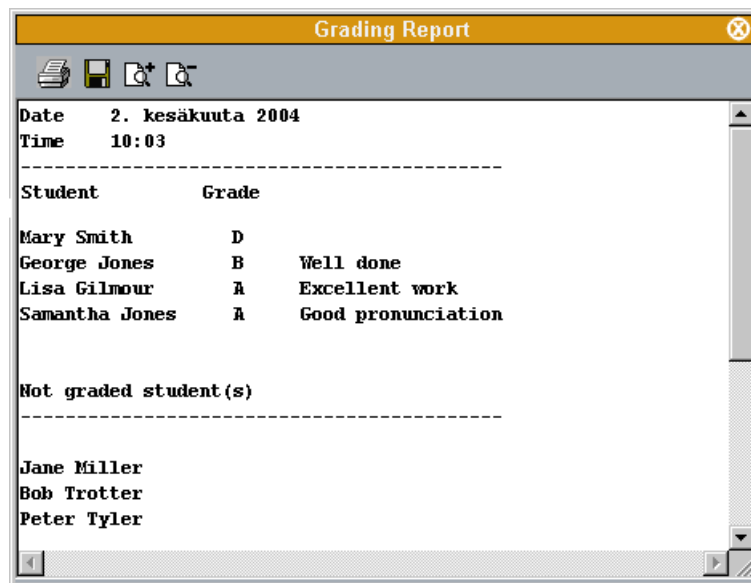 Grading Report
Date 2. kesäkuuta 2004
Time 10:03
--------------------------------------------
Student Grade
Mary Smith D
George Jones B Well done
Lisa Gilmour A Excellent work
Samantha Jones A Good pronunciation
Not graded student(s)
--------------------------------------------
Jane Miller
Bob Trotter
Peter Tyler